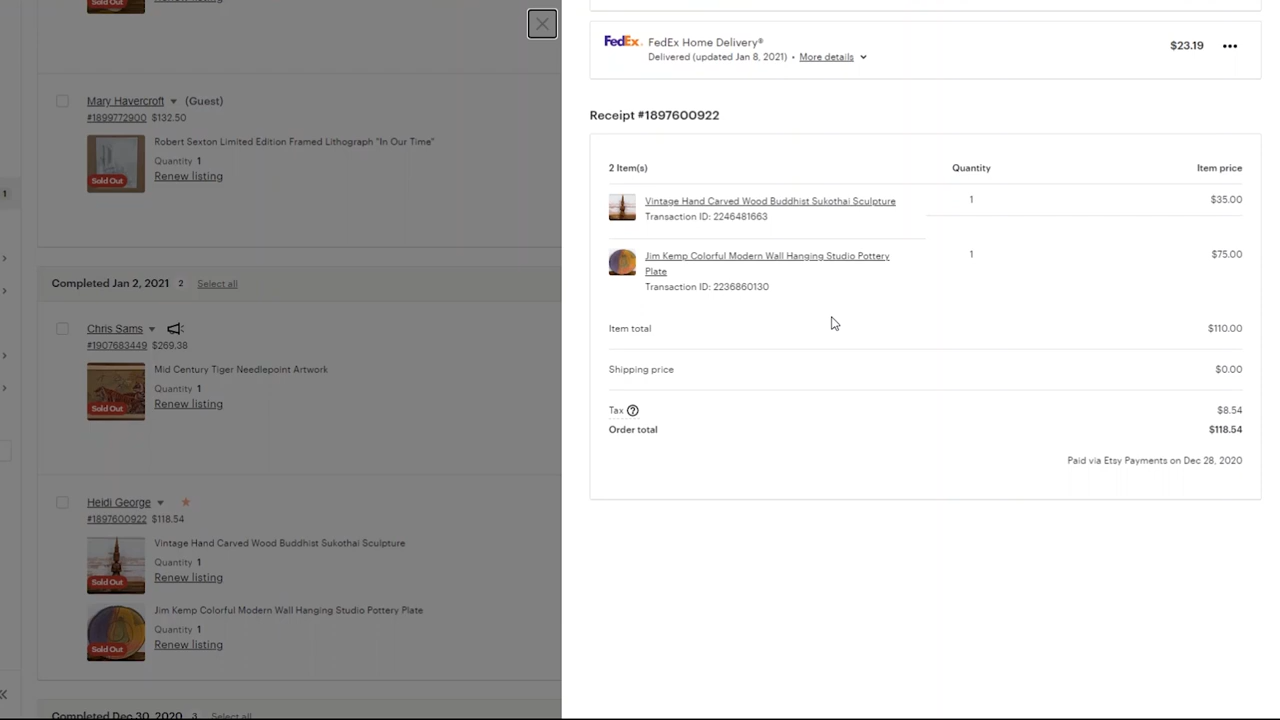 Sold Out
Renew listing
Mary Havercroft (Guest)
#1899772900 $132.50
Robert Sexton Limited Edition Framed Lithograph "In Our Time"
Quantity 1
Renew listing
Sold Out
1
Completed Jan 2, 2021 2 Select all
Chris Sams
#1907683449 $269.38
Mid Century Tiger Needlepoint Artwork
Quantity 1
Renew listing
Sold Out
Heidi George
#1897600922 $118.54
Vintage Hand Carved Wood Buddhist Sukothai Sculpture
Quantity 1
Renew listing
Sold Out
Jim Kemp Colorful Modern Wall Hanging Studio Pottery Plate
Quantity 1
Renew listing
Sold Out
Completed Dec 30, 2020 3 Select all
FedEx FedEx Home Delivery® $23.19
Delivered (updated Jan 8, 2021) • More details
Receipt #1897600922
2 Item(s) Quantity Item price
Vintage Hand Carved Wood Buddhist Sukothai Sculpture 1 $35.00
Transaction ID: 2246481663
Jim Kemp Colorful Modern Wall Hanging Studio Pottery 1 $75.00
Plate
Transaction ID: 2236860130
Item total $110.00
Shipping price $0.00
Tax ? $8.54
Order total $118.54
Paid via Etsy Payments on Dec 28, 2020